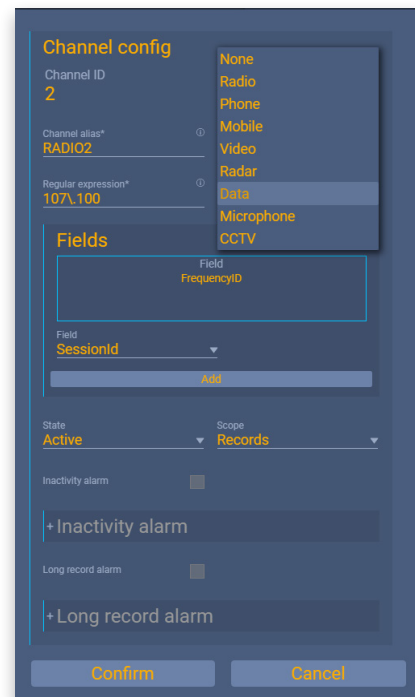 Channel config
Channel ID
2
None
Radio
Phone
Mobile
Video
Radar
Data
Microphone
CCTV
Channel alias*
RADIO2
Regular expression*
107\.100
Fields
Field
FrequencyID
Field
SessionId
Add
State
Active
Scope
Records
Inactivity alarm
+ Inactivity alarm
Long record alarm
+ Long record alarm
Confirm
Cancel